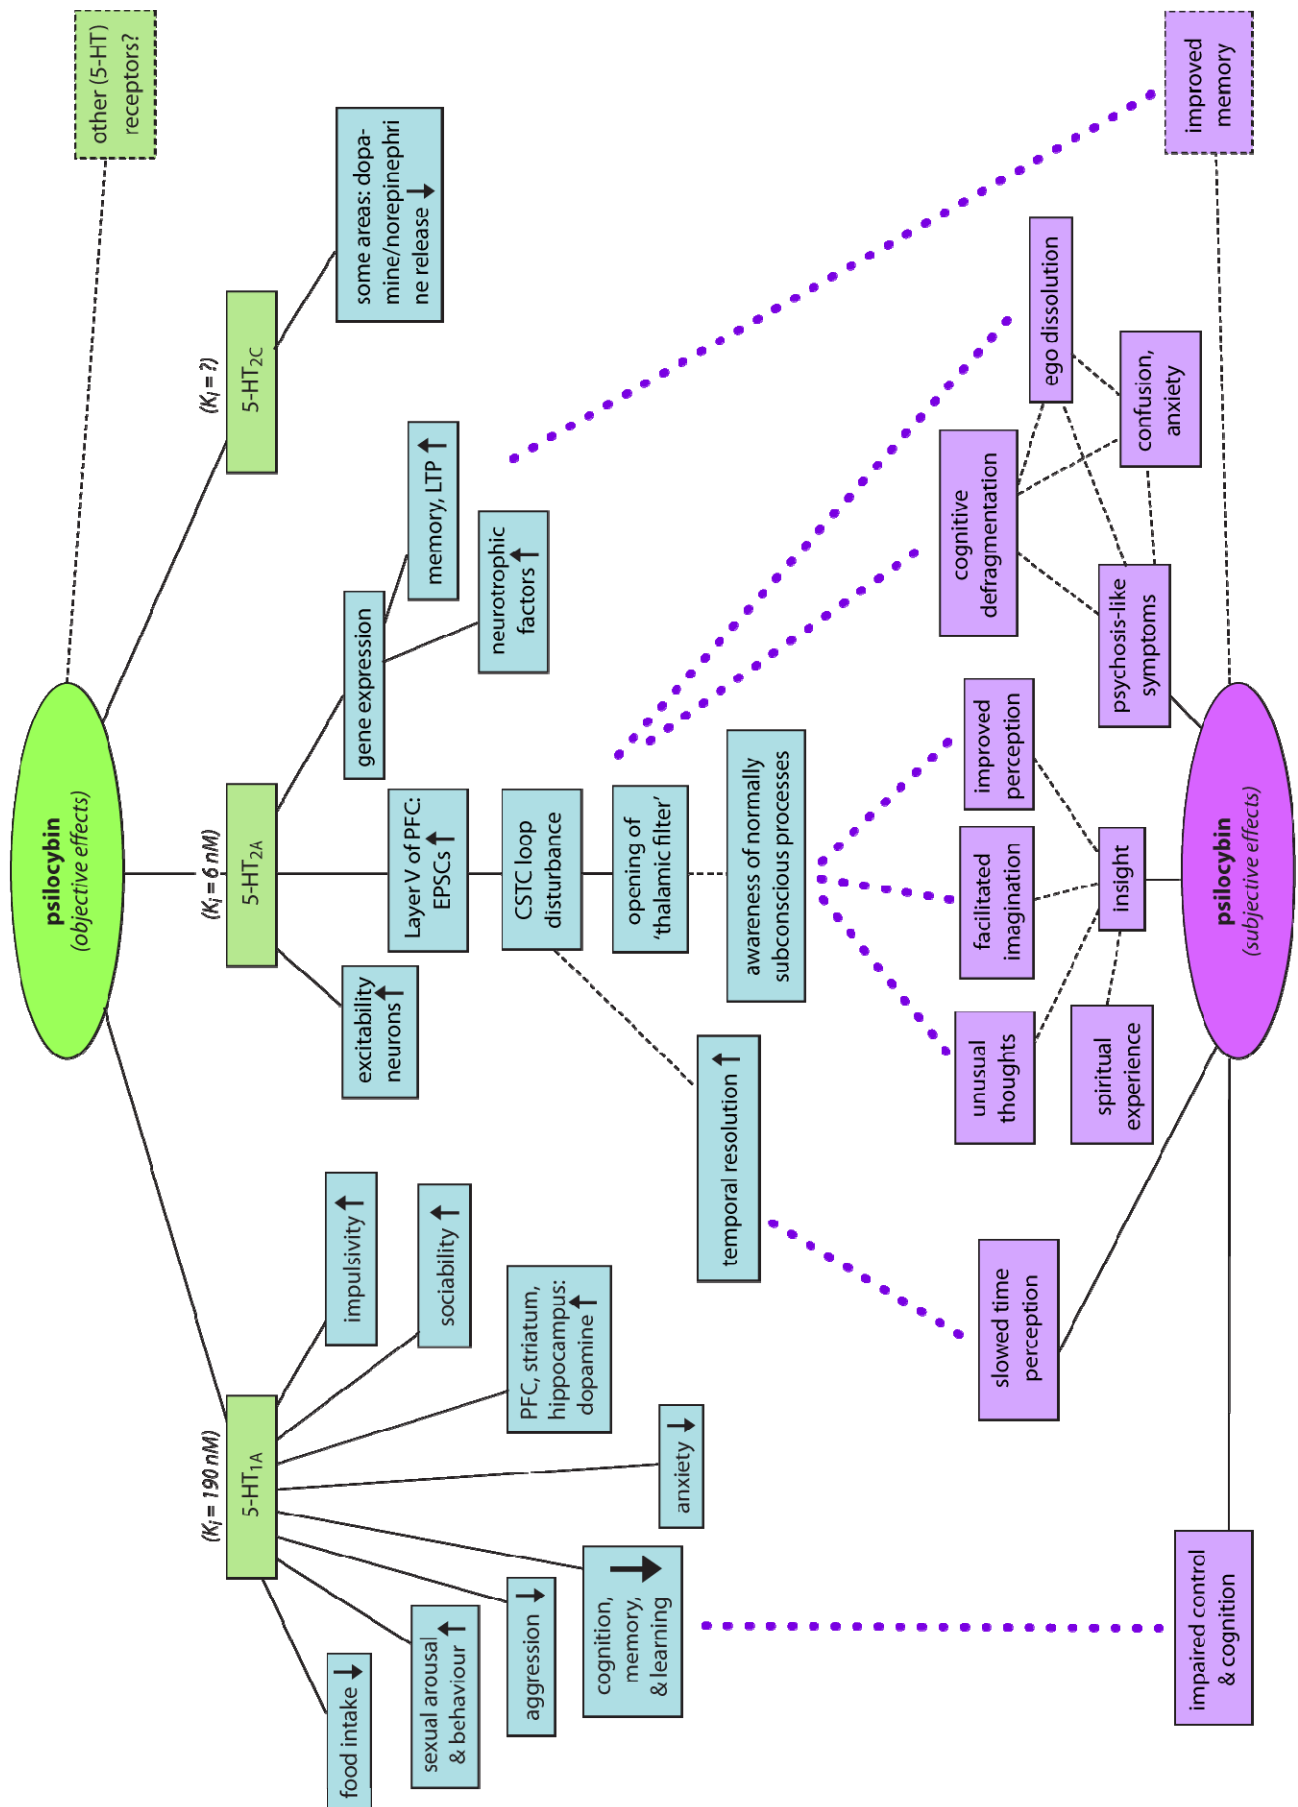 psilocybin
(objective effects)
other (5-HT)
receptors?
(Ki = 190 nM)
5-HT1A
(Ki = 6 nM)
5-HT2A
(Ki = ?)
5-HT2C
food intake ↓
sexual arousal
& behaviour ↑
aggression ↓
cognition,
memory,
& learning ↓
anxiety ↓
PFC, striatum,
hippocampus:
dopamine ↑
sociability ↑
impulsivity ↑
excitability
neurons ↑
Layer V of PFC:
EPSCs ↑
gene expression
memory, LTP ↑
neurotrophic
factors ↑
some areas: dopa-
mine/norepinephri
ne release ↓
CSTC loop
disturbance
opening of
‘thalamic filter’
temporal resolution ↑
awareness of normally
subconscious processes
slowed time
perception
unusual
thoughts
facilitated
imagination
improved
perception
cognitive
defragmentation
ego dissolution
spiritual
experience
insight
psychosis-like
symptoms
confusion,
anxiety
impaired control
& cognition
improved
memory
psilocybin
(subjective effects)